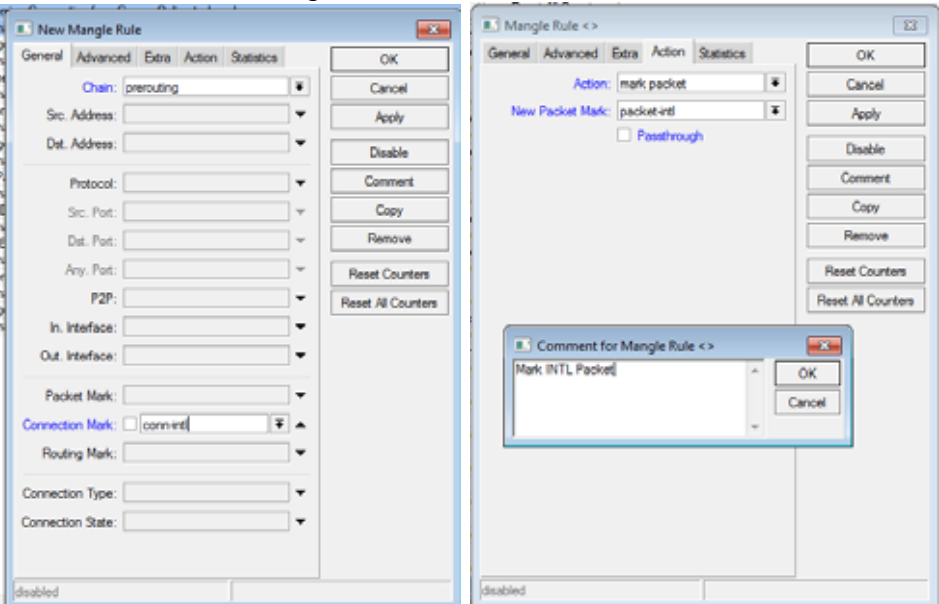 New Mangle Rule
General Advanced Extra Action Statistics
Chain: prerouting
Src. Address:
Dst. Address:
Protocol:
Src. Port:
Dst. Port:
Any. Port:
P2P:
In. Interface:
Out. Interface:
Packet Mark:
Connection Mark: conn-intl
Routing Mark:
Connection Type:
Connection State:
OK
Cancel
Apply
Disable
Comment
Copy
Remove
Reset Counters
Reset All Counters
disabled
Mangle Rule <>
General Advanced Extra Action Statistics
Action: mark packet
New Packet Mark: packet-intl
Passthrough
OK
Cancel
Apply
Disable
Comment
Copy
Remove
Reset Counters
Reset All Counters
Comment for Mangle Rule <>
Mark INTL Packet
OK
Cancel
disabled